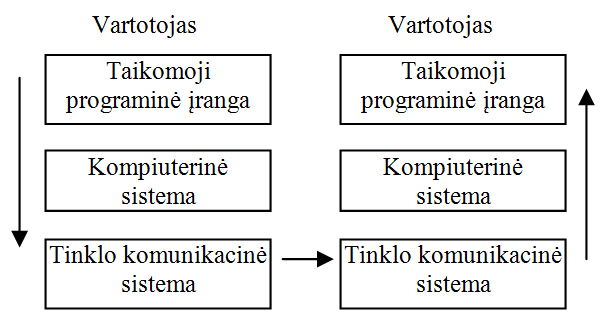 Vartotojas
Taikomoji
programinė įranga
Kompiuterinė
sistema
Tinklo komunikacinė
sistema
Vartotojas
Taikomoji
programinė įranga
Kompiuterinė
sistema
Tinklo komunikacinė
sistema